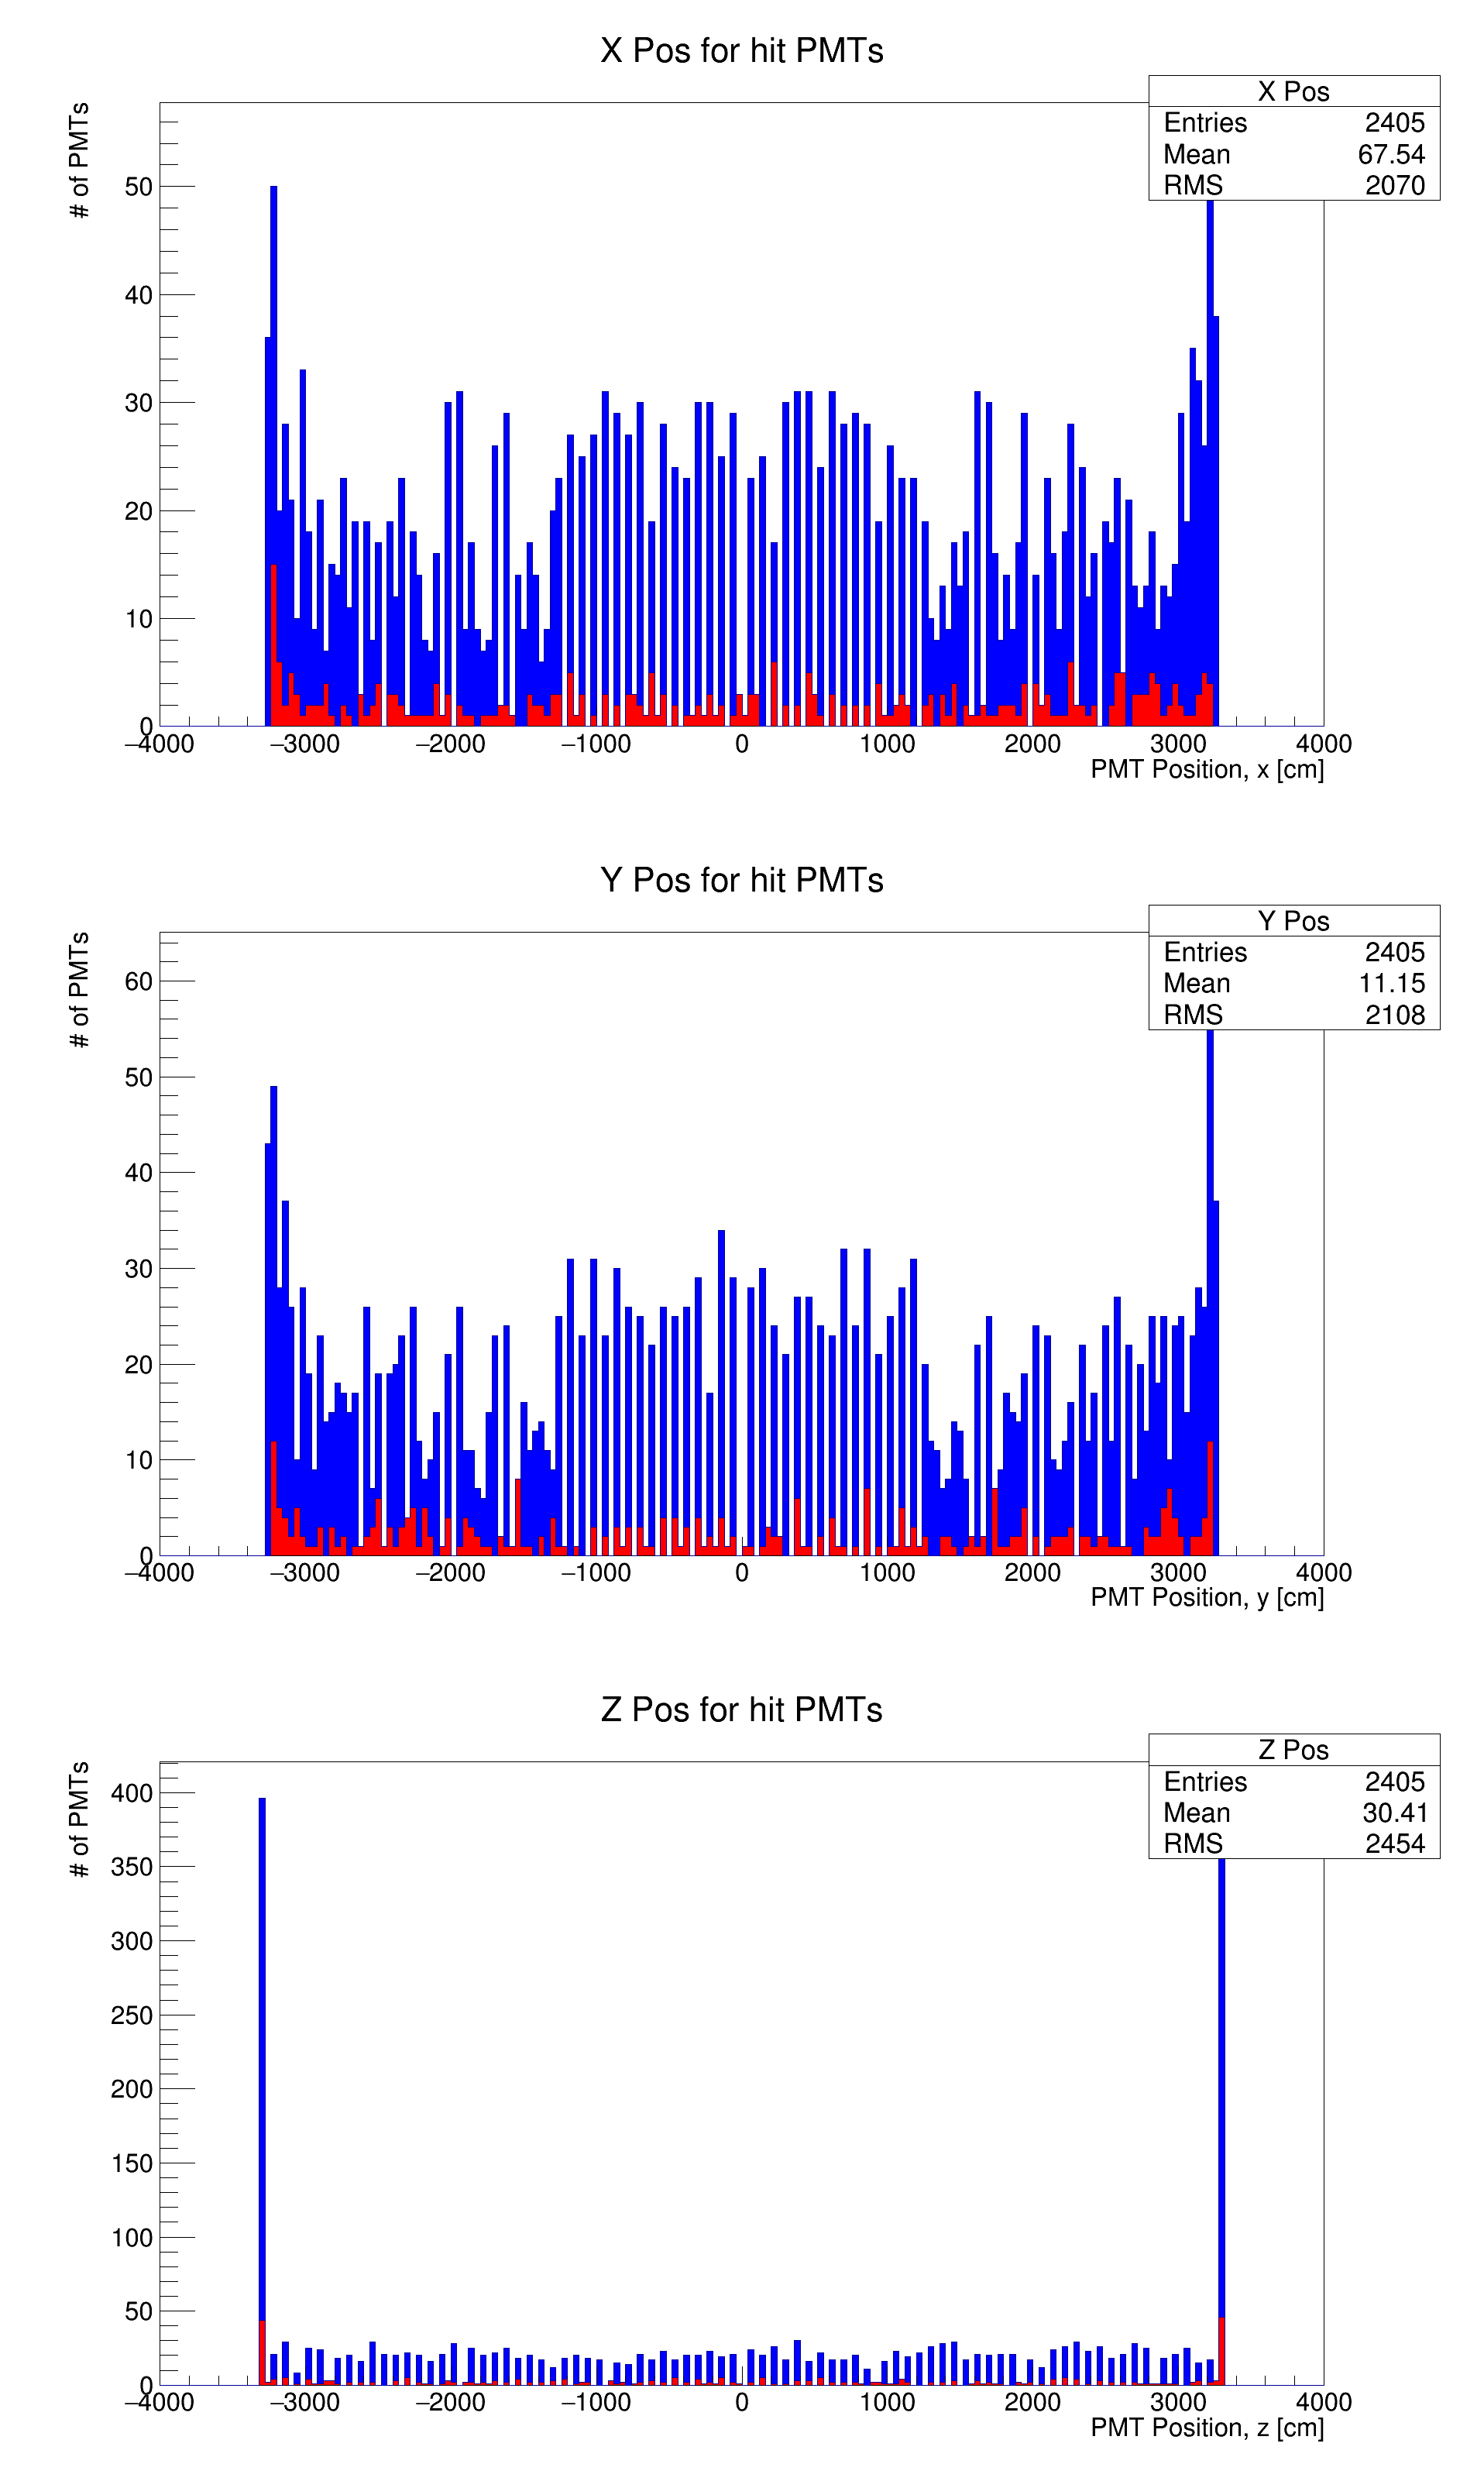 X Pos for hit PMTs
# of PMTs
X Pos
Entries 2405
Mean 67.54
RMS 2070
50
40
30
20
10
0
−4000 −3000 −2000 −1000 0 1000 2000 3000 4000
PMT Position, x [cm]
Y Pos for hit PMTs
# of PMTs
Y Pos
Entries 2405
Mean 11.15
RMS 2108
60
50
40
30
20
10
0
−4000 −3000 −2000 −1000 0 1000 2000 3000 4000
PMT Position, y [cm]
Z Pos for hit PMTs
# of PMTs
Z Pos
Entries 2405
Mean 30.41
RMS 2454
400
350
300
250
200
150
100
50
0
−4000 −3000 −2000 −1000 0 1000 2000 3000 4000
PMT Position, z [cm]